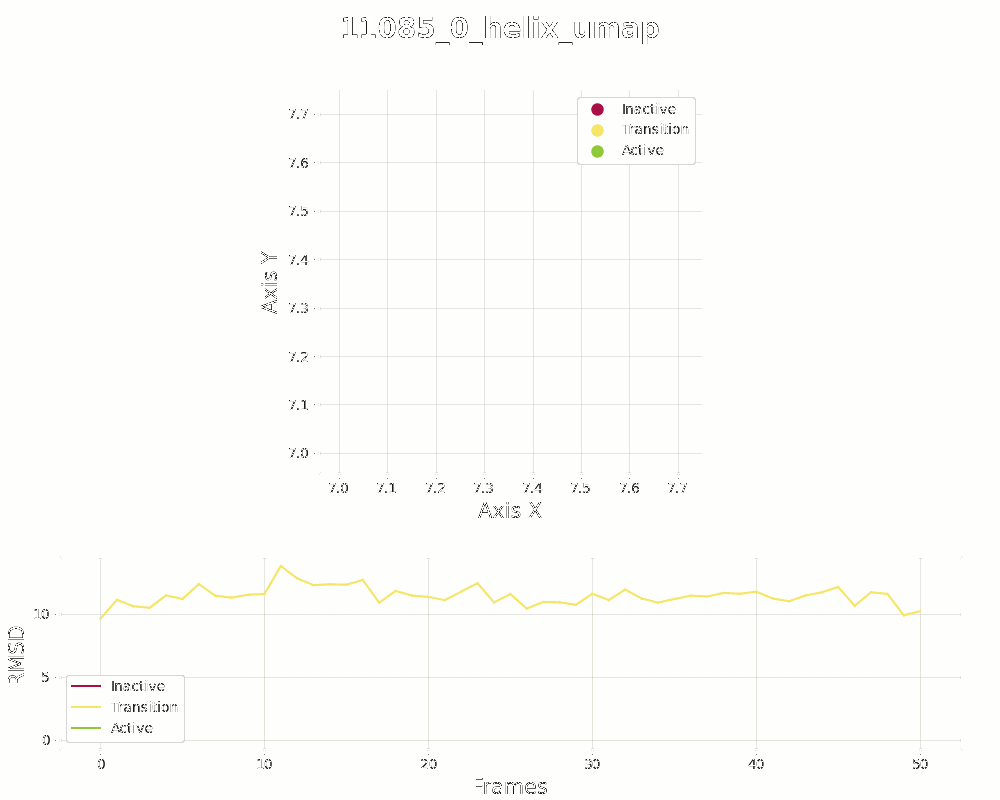 11085_0_helix_umap
Inactive
Transition
Active
7.7
7.6
7.5
7.4
7.3
7.2
7.1
7.0
Axis Y
7.0 7.1 7.2 7.3 7.4 7.5 7.6 7.7
Axis X
10
5
0
RMSD
Inactive
Transition
Active
0 10 20 30 40 50
Frames